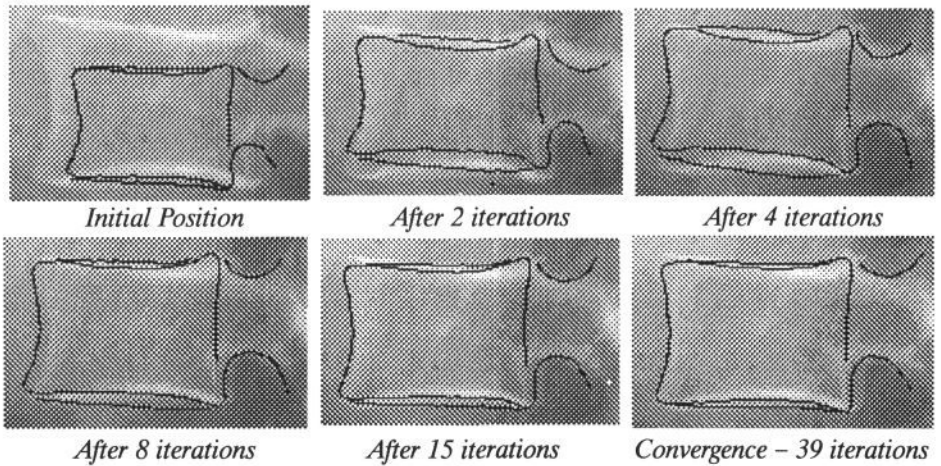 Initial Position
After 2 iterations
After 4 iterations
After 8 iterations
After 15 iterations
Convergence – 39 iterations